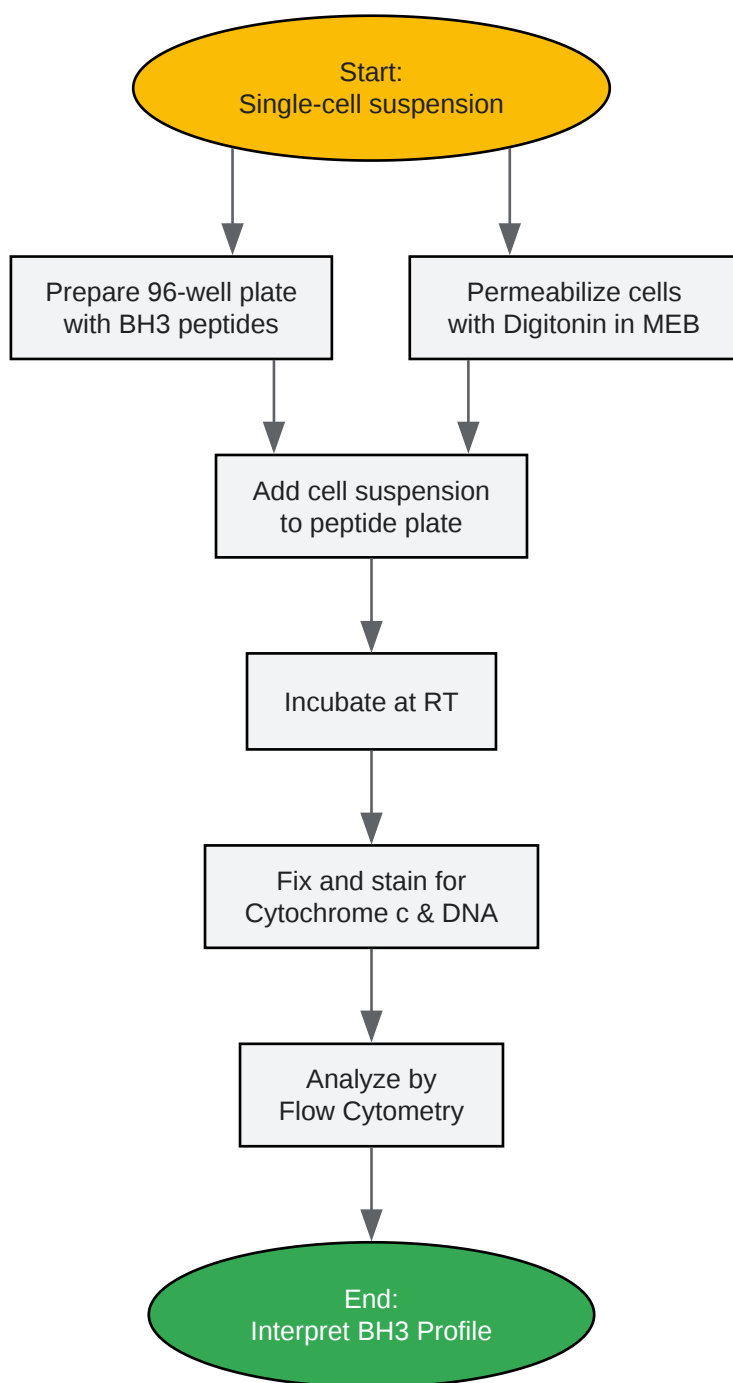 Start:
Single-cell suspension
Prepare 96-well plate
with BH3 peptides
Permeabilize cells
with Digitonin in MEB
Add cell suspension
to peptide plate
Incubate at RT
Fix and stain for
Cytochrome c & DNA
Analyze by
Flow Cytometry
End:
Interpret BH3 Profile